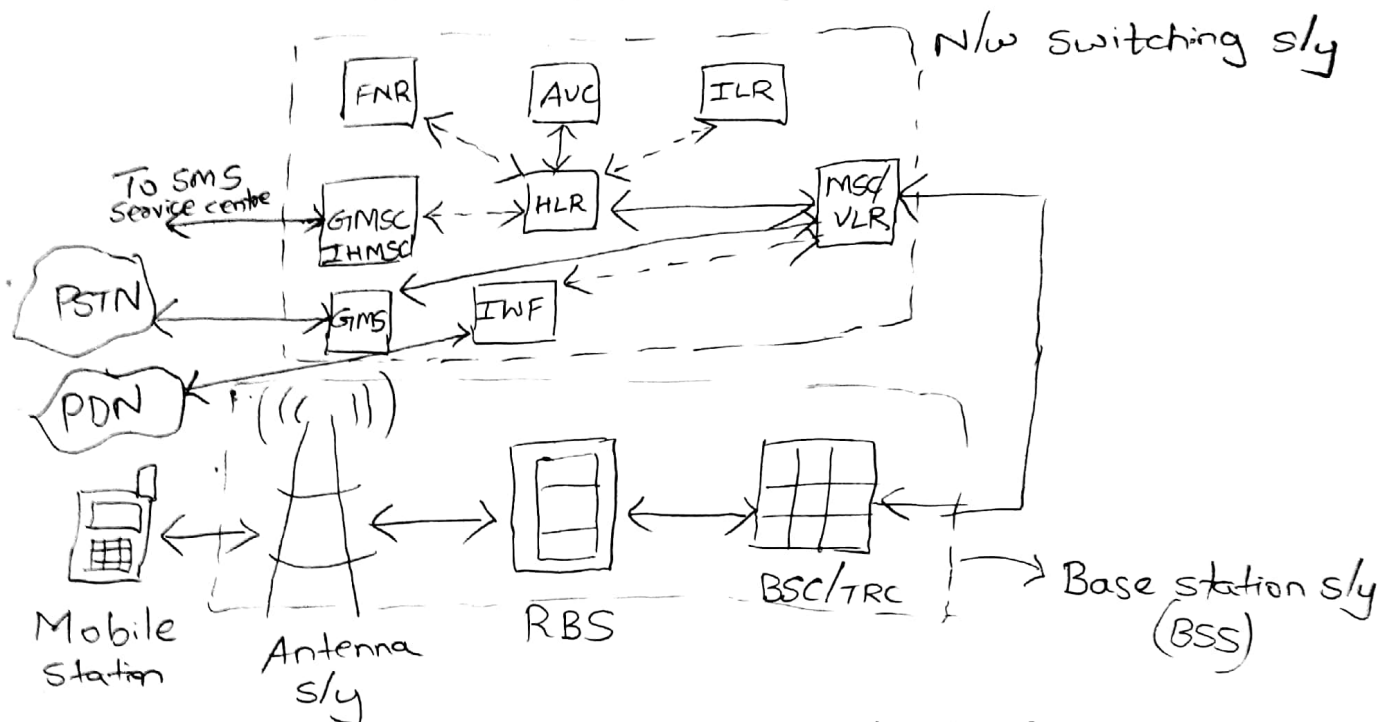 N/w switching s/y
FNR
AUC
ILR
To SMS
Service centre
GMSC
IHMSC
HLR
MSC/
VLR
PSTN
GMS
IWF
PDN
Mobile
Station
Antenna
s/y
RBS
BSC/TRC
Base station s/y
(BSS)